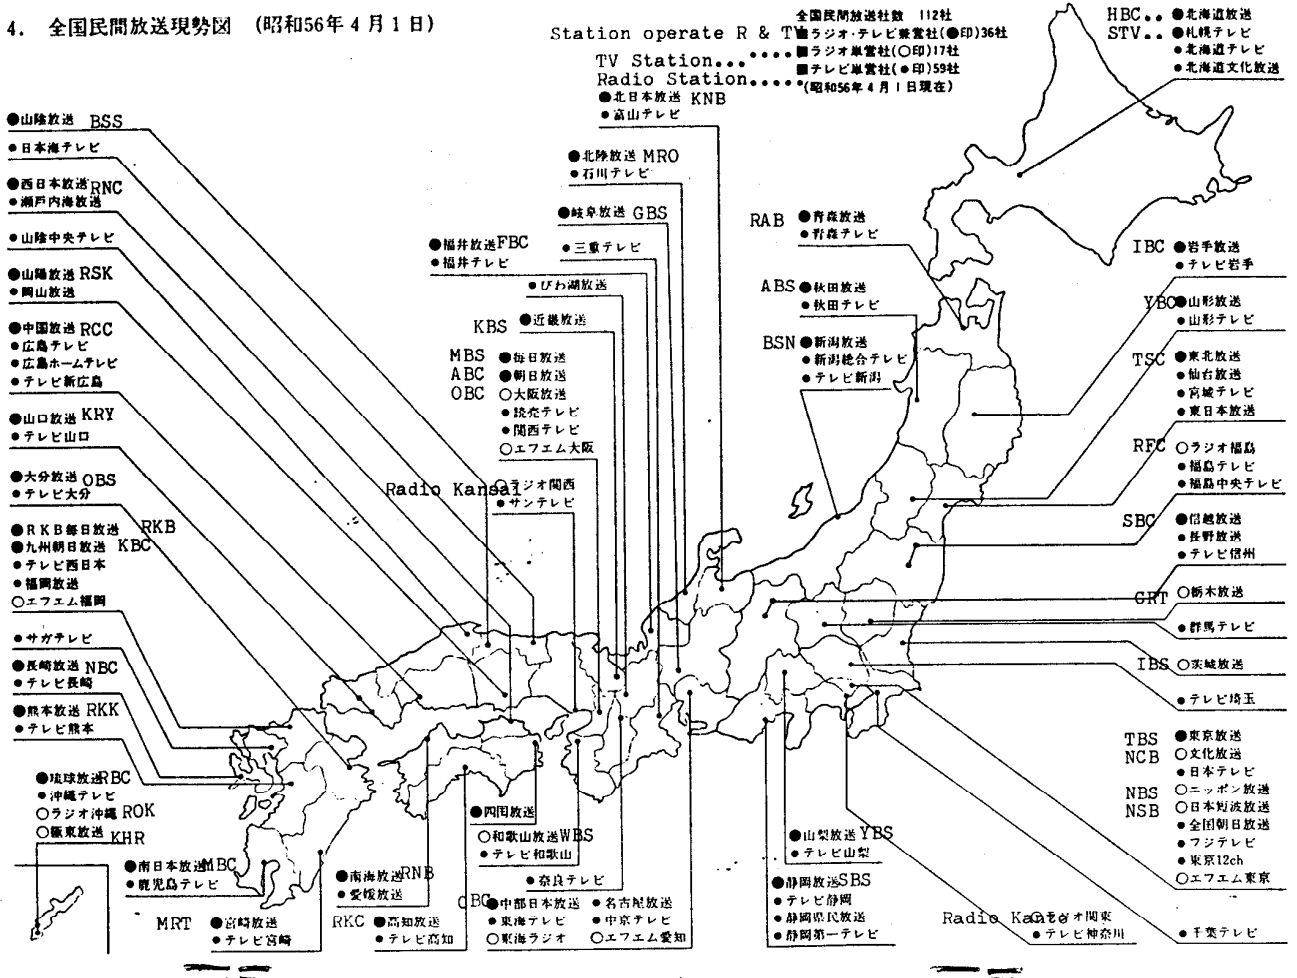 4. 全国民間放送現勢図 (昭和56年4月1日)
Station operate R & TV
TV Station...
Radio Station.....
全国民間放送社数 112社
■ラジオ・テレビ兼営社(●印)36社
■ラジオ単営社(○印)17社
■テレビ単営社(●印)59社
(昭和56年4月1日現在)
HBC.. ●北海道放送
STV.. ●札幌テレビ
●北海道テレビ
●北海道文化放送
●北日本放送 KNB
●富山テレビ
●山陰放送 BSS
●日本海テレビ
●西日本放送 RNC
●瀬戸内海放送
●山陰中央テレビ
●山陽放送 RSK
●岡山放送
●中国放送 RCC
●広島テレビ
●広島ホームテレビ
●テレビ新広島
●山口放送 KRY
●テレビ山口
●大分放送 OBS
●テレビ大分
●RKB毎日放送 RKB
●九州朝日放送 KBC
●テレビ西日本
●福岡放送
○エフエム福岡
●サガテレビ
●長崎放送 NBC
●テレビ長崎
●熊本放送 RKK
●テレビ熊本
●琉球放送 RBC
●沖縄テレビ
○ラジオ沖縄 ROK
○極東放送 KHR
●南日本放送 MBC
●鹿児島テレビ
MRT ●宮崎放送
●テレビ宮崎
●北陸放送 MRO
●石川テレビ
●岐阜放送 GBS
●三重テレビ
●福井放送 FBC
●福井テレビ
●びわ湖放送
KBS ●近畿放送
MBS ●毎日放送
ABC ●朝日放送
OBC ○大阪放送
●読売テレビ
●関西テレビ
○エフエム大阪
Radio Kansai ○ラジオ関西
●サンテレビ
●四国放送
○和歌山放送 WBS
●テレビ和歌山
●奈良テレビ
●南海放送 RNB
●愛媛放送
RKC ●高知放送
●テレビ高知
CBC ●中部日本放送 ●名古屋放送
●東海テレビ ●中京テレビ
○東海ラジオ ○エフエム愛知
RAB ●青森放送
●青森テレビ
ABS ●秋田放送
●秋田テレビ
BSN ●新潟放送
●新潟総合テレビ
●テレビ新潟
IBC ●岩手放送
●テレビ岩手
YBC ●山形放送
●山形テレビ
TSC ●東北放送
●仙台放送
●宮城テレビ
●東日本放送
RFC ○ラジオ福島
●福島テレビ
●福島中央テレビ
SBC ●信越放送
●長野放送
●テレビ信州
GRT ○栃木放送
●群馬テレビ
IBS ○茨城放送
●テレビ埼玉
TBS ●東京放送
NCB ○文化放送
●日本テレビ
NBS ○ニッポン放送
NSB ○日本短波放送
●全国朝日放送
●フジテレビ
●東京12ch
○エフエム東京
●山梨放送 YBS
●テレビ山梨
●静岡放送 SBS
●テレビ静岡
●静岡県民放送
●静岡第一テレビ
Radio Kanto ○ラジオ関東
●テレビ神奈川
●千葉テレビ